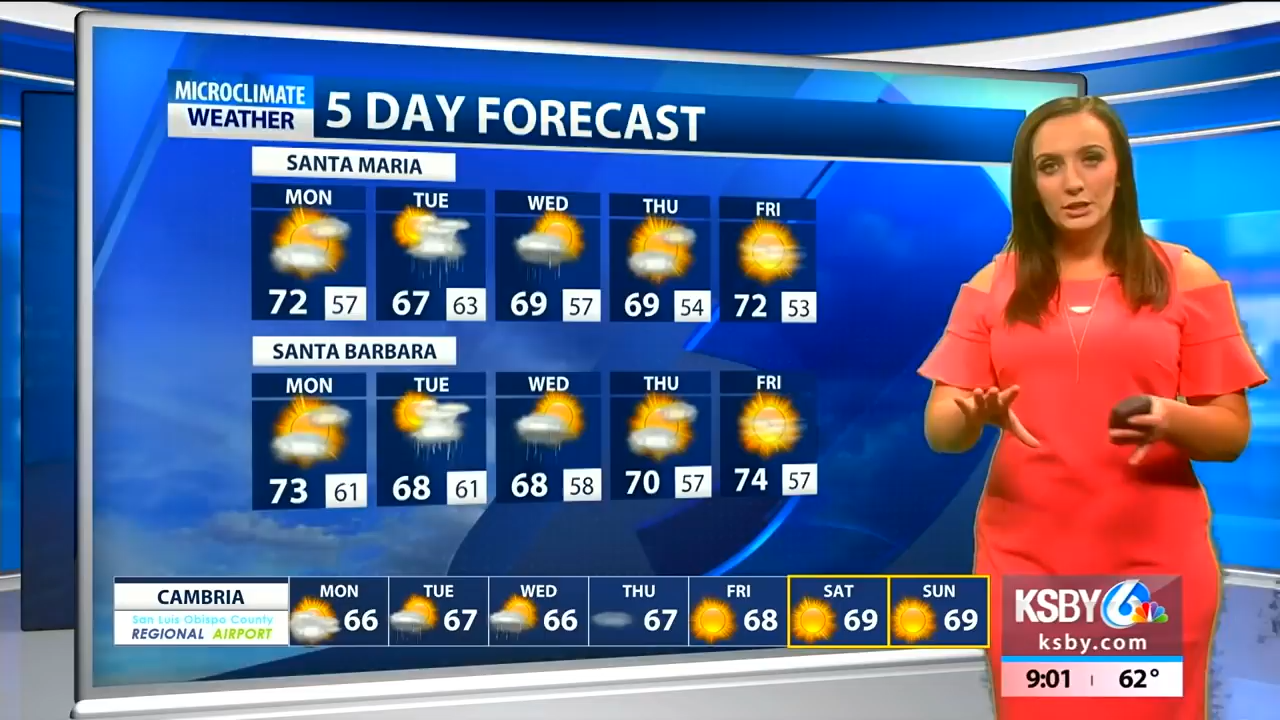 MICROCLIMATE
WEATHER
5 DAY FORECAST
SANTA MARIA
MON TUE WED THU FRI
72 57 67 63 69 57 69 54 72 53
SANTA BARBARA
MON TUE WED THU FRI
73 61 68 61 68 58 70 57 74 57
CAMBRIA
San Luis Obispo County
REGIONAL AIRPORT
MON TUE WED THU FRI SAT SUN
66 67 66 67 68 69 69
KSBY 6
ksby.com
9:01 62°